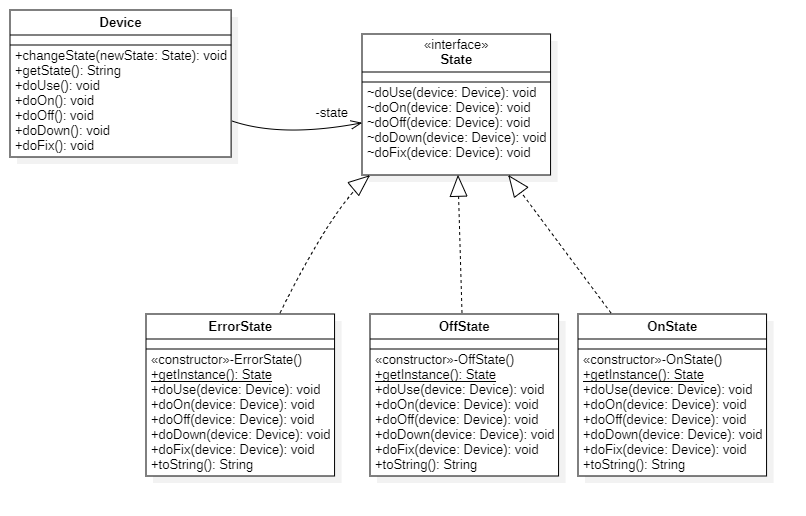 Device
+changeState(newState: State): void
+getState(): String
+doUse(): void
+doOn(): void
+doOff(): void
+doDown(): void
+doFix(): void
-state
«interface»
State
~doUse(device: Device): void
~doOn(device: Device): void
~doOff(device: Device): void
~doDown(device: Device): void
~doFix(device: Device): void
ErrorState
«constructor»-ErrorState()
+getInstance(): State
+doUse(device: Device): void
+doOn(device: Device): void
+doOff(device: Device): void
+doDown(device: Device): void
+doFix(device: Device): void
+toString(): String
OffState
«constructor»-OffState()
+getInstance(): State
+doUse(device: Device): void
+doOn(device: Device): void
+doOff(device: Device): void
+doDown(device: Device): void
+doFix(device: Device): void
+toString(): String
OnState
«constructor»-OnState()
+getInstance(): State
+doUse(device: Device): void
+doOn(device: Device): void
+doOff(device: Device): void
+doDown(device: Device): void
+doFix(device: Device): void
+toString(): String